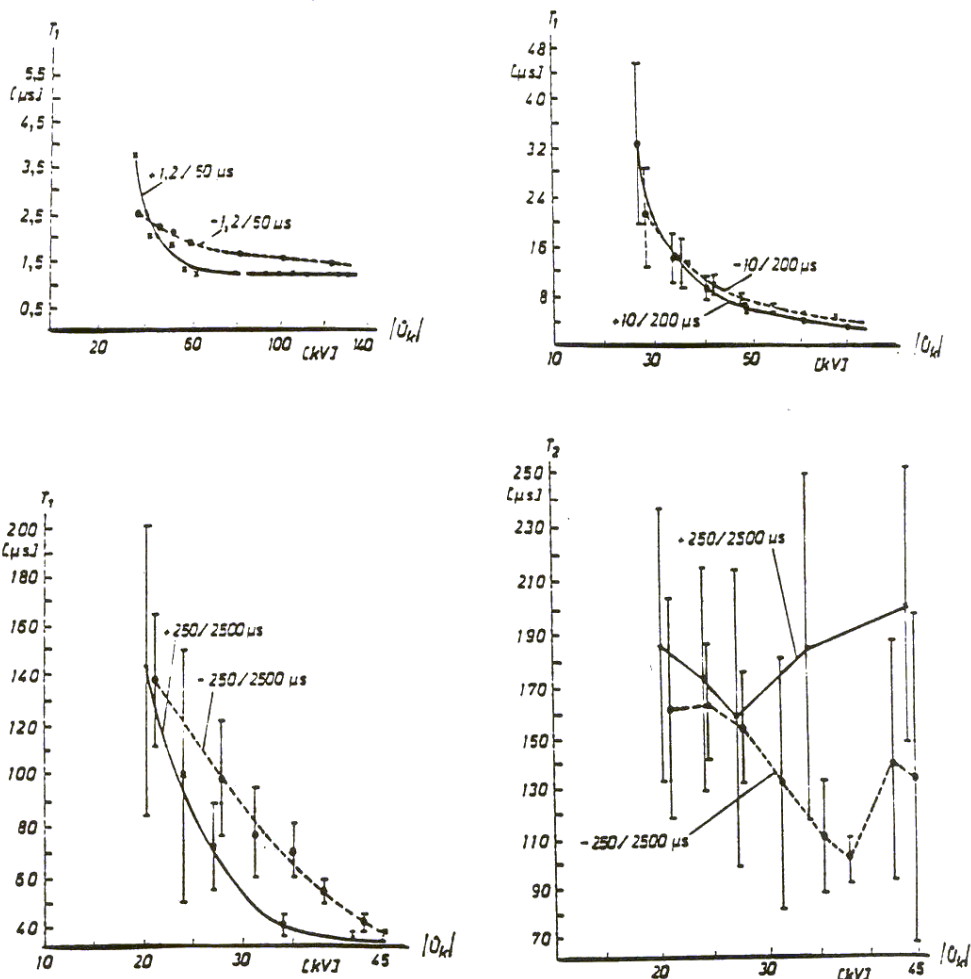 T₁
5,5
[µs]
4,5
3,5
2,5
1,5
0,5
+1,2/50 µs
-1,2/50 µs
20
60
100
140
[kV]
|Ûk|
T₁
48
[µs]
40
32
24
16
8
-10/200 µs
+10/200 µs
10
30
50
[kV]
|Ûk|
T₁
200
[µs]
180
160
140
120
100
80
60
40
+250/2500 µs
-250/2500 µs
10
20
30
45
[kV]
|Ûk|
T₂
250
[µs]
230
210
190
170
150
130
110
90
70
+250/2500 µs
-250/2500 µs
10
20
30
45
[kV]
|Ûk|